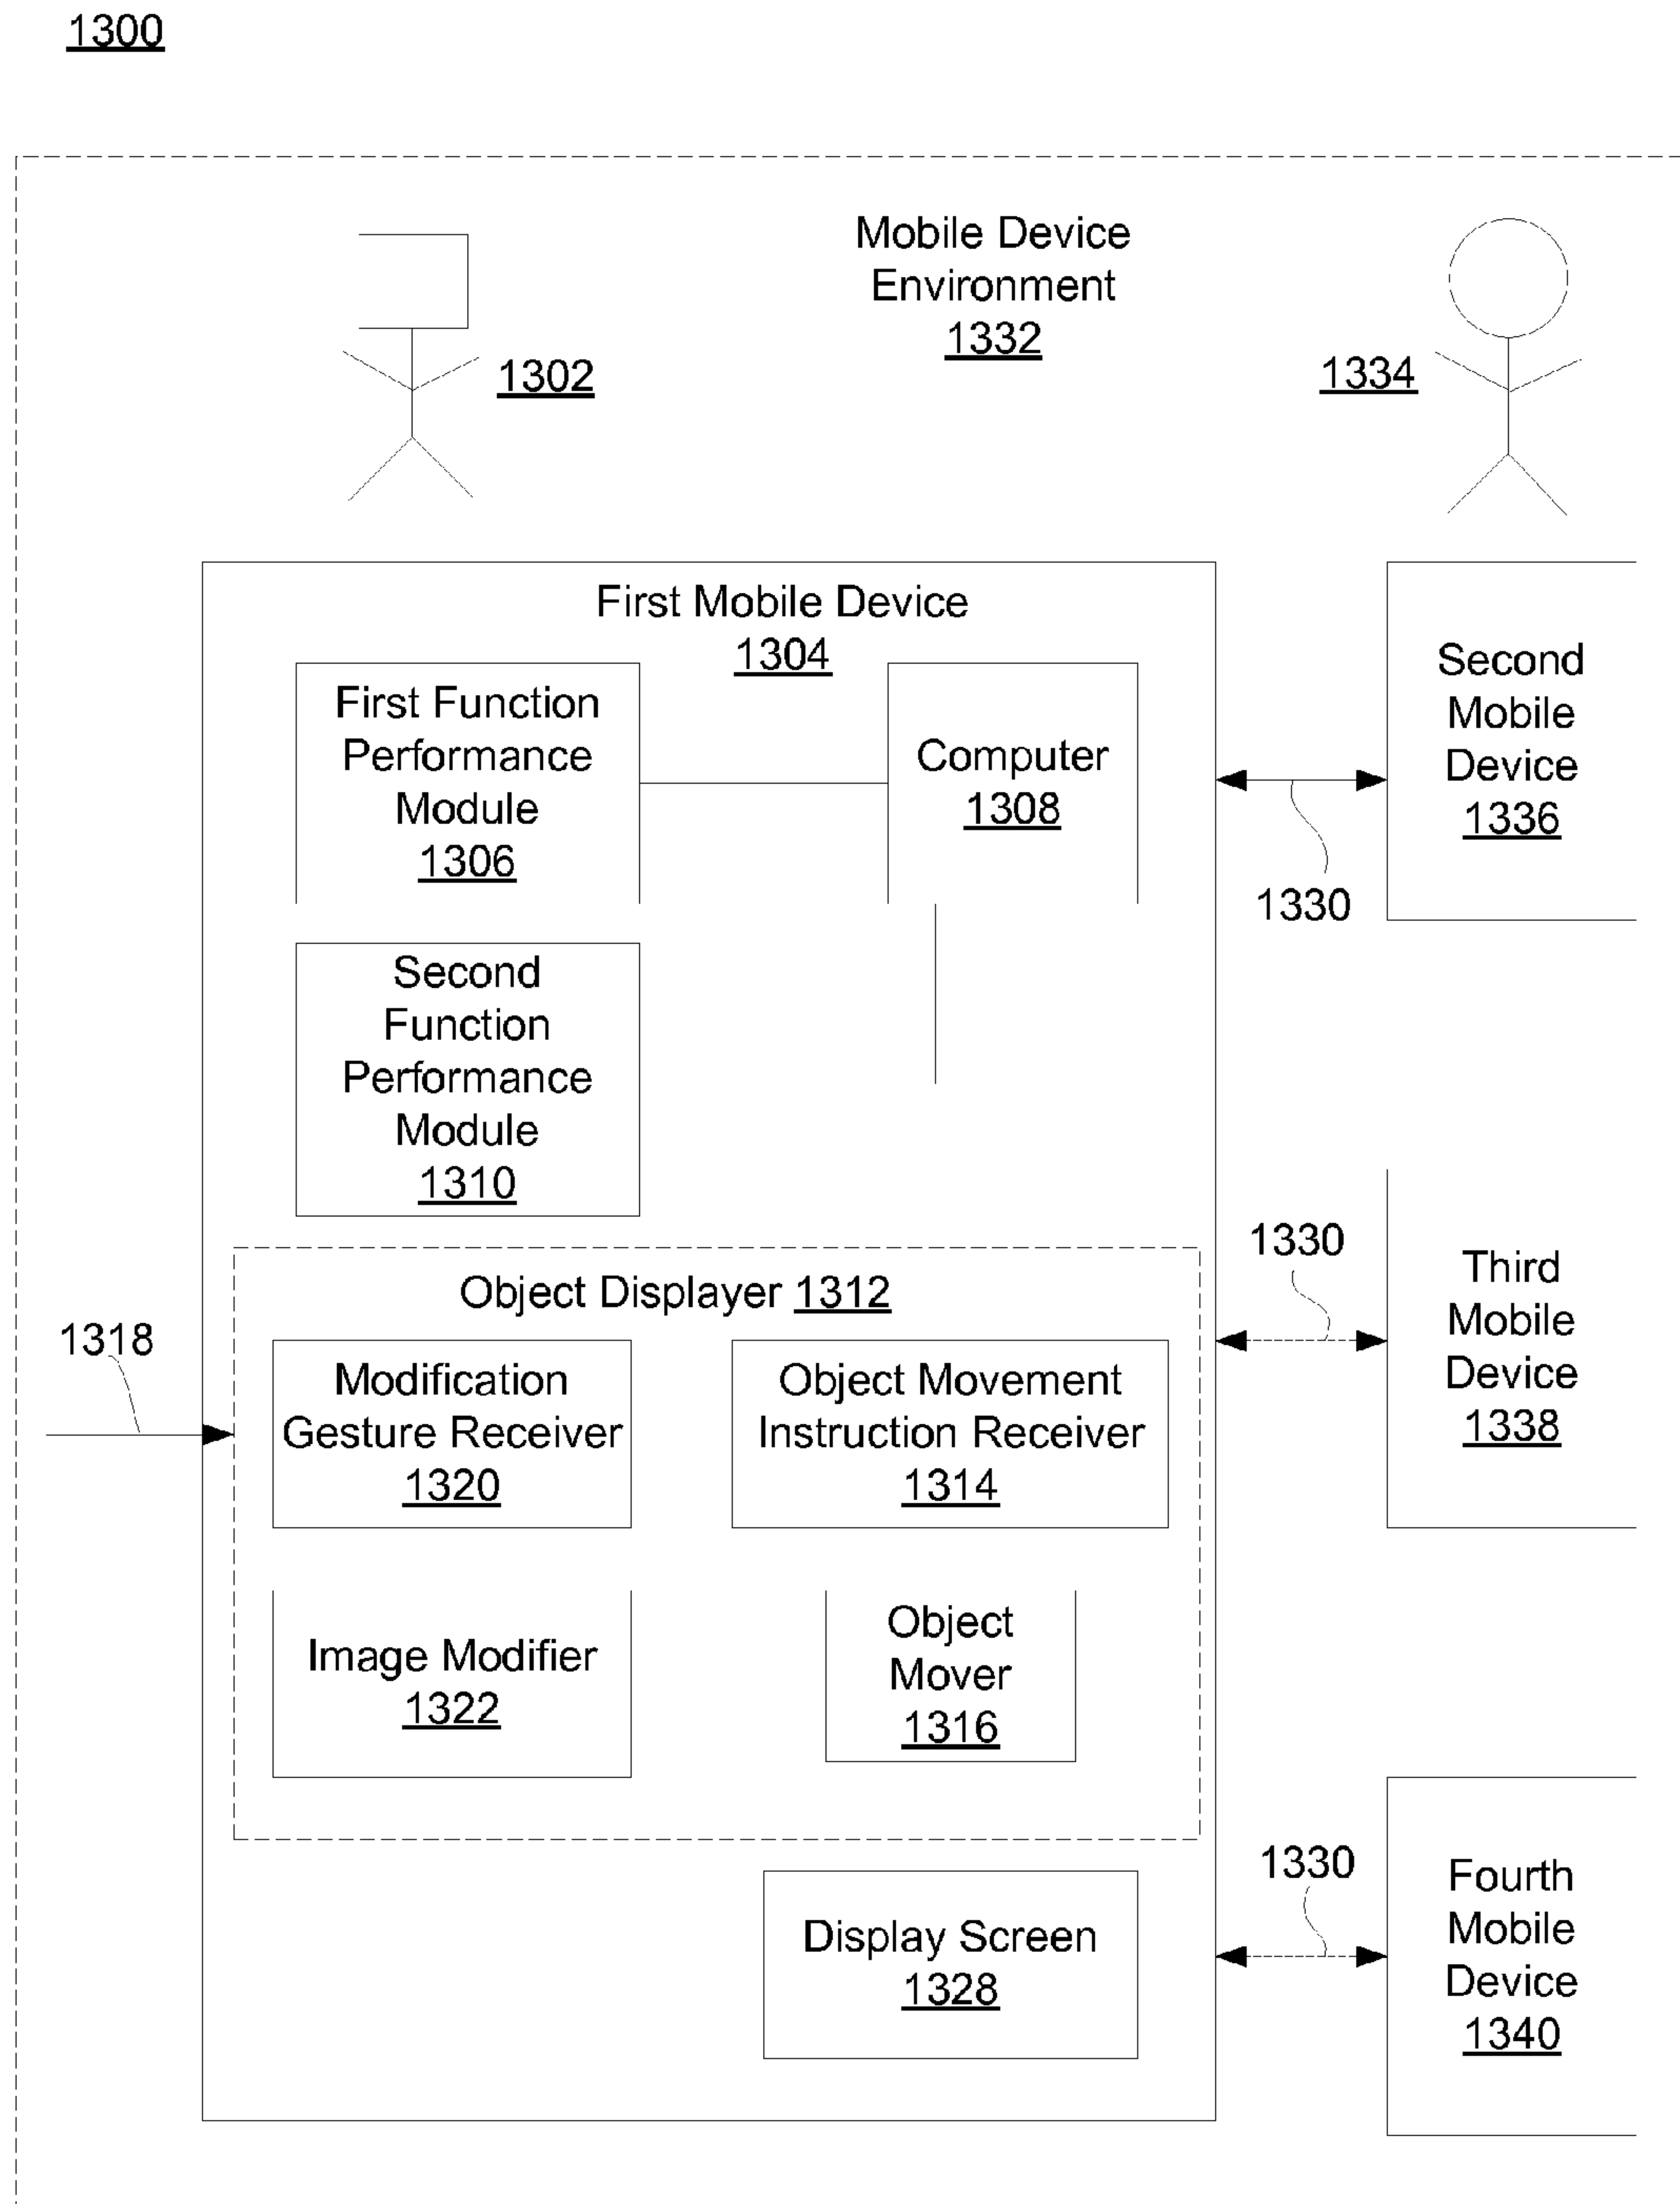 1300
Mobile Device
Environment
1332
1302
1334
First Mobile Device
1304
First Function
Performance
Module
1306
Computer
1308
Second
Mobile
Device
1336
1330
Second
Function
Performance
Module
1310
Object Displayer 1312
1318
Modification
Gesture Receiver
1320
Object Movement
Instruction Receiver
1314
1330
Third
Mobile
Device
1338
Image Modifier
1322
Object
Mover
1316
Display Screen
1328
1330
Fourth
Mobile
Device
1340